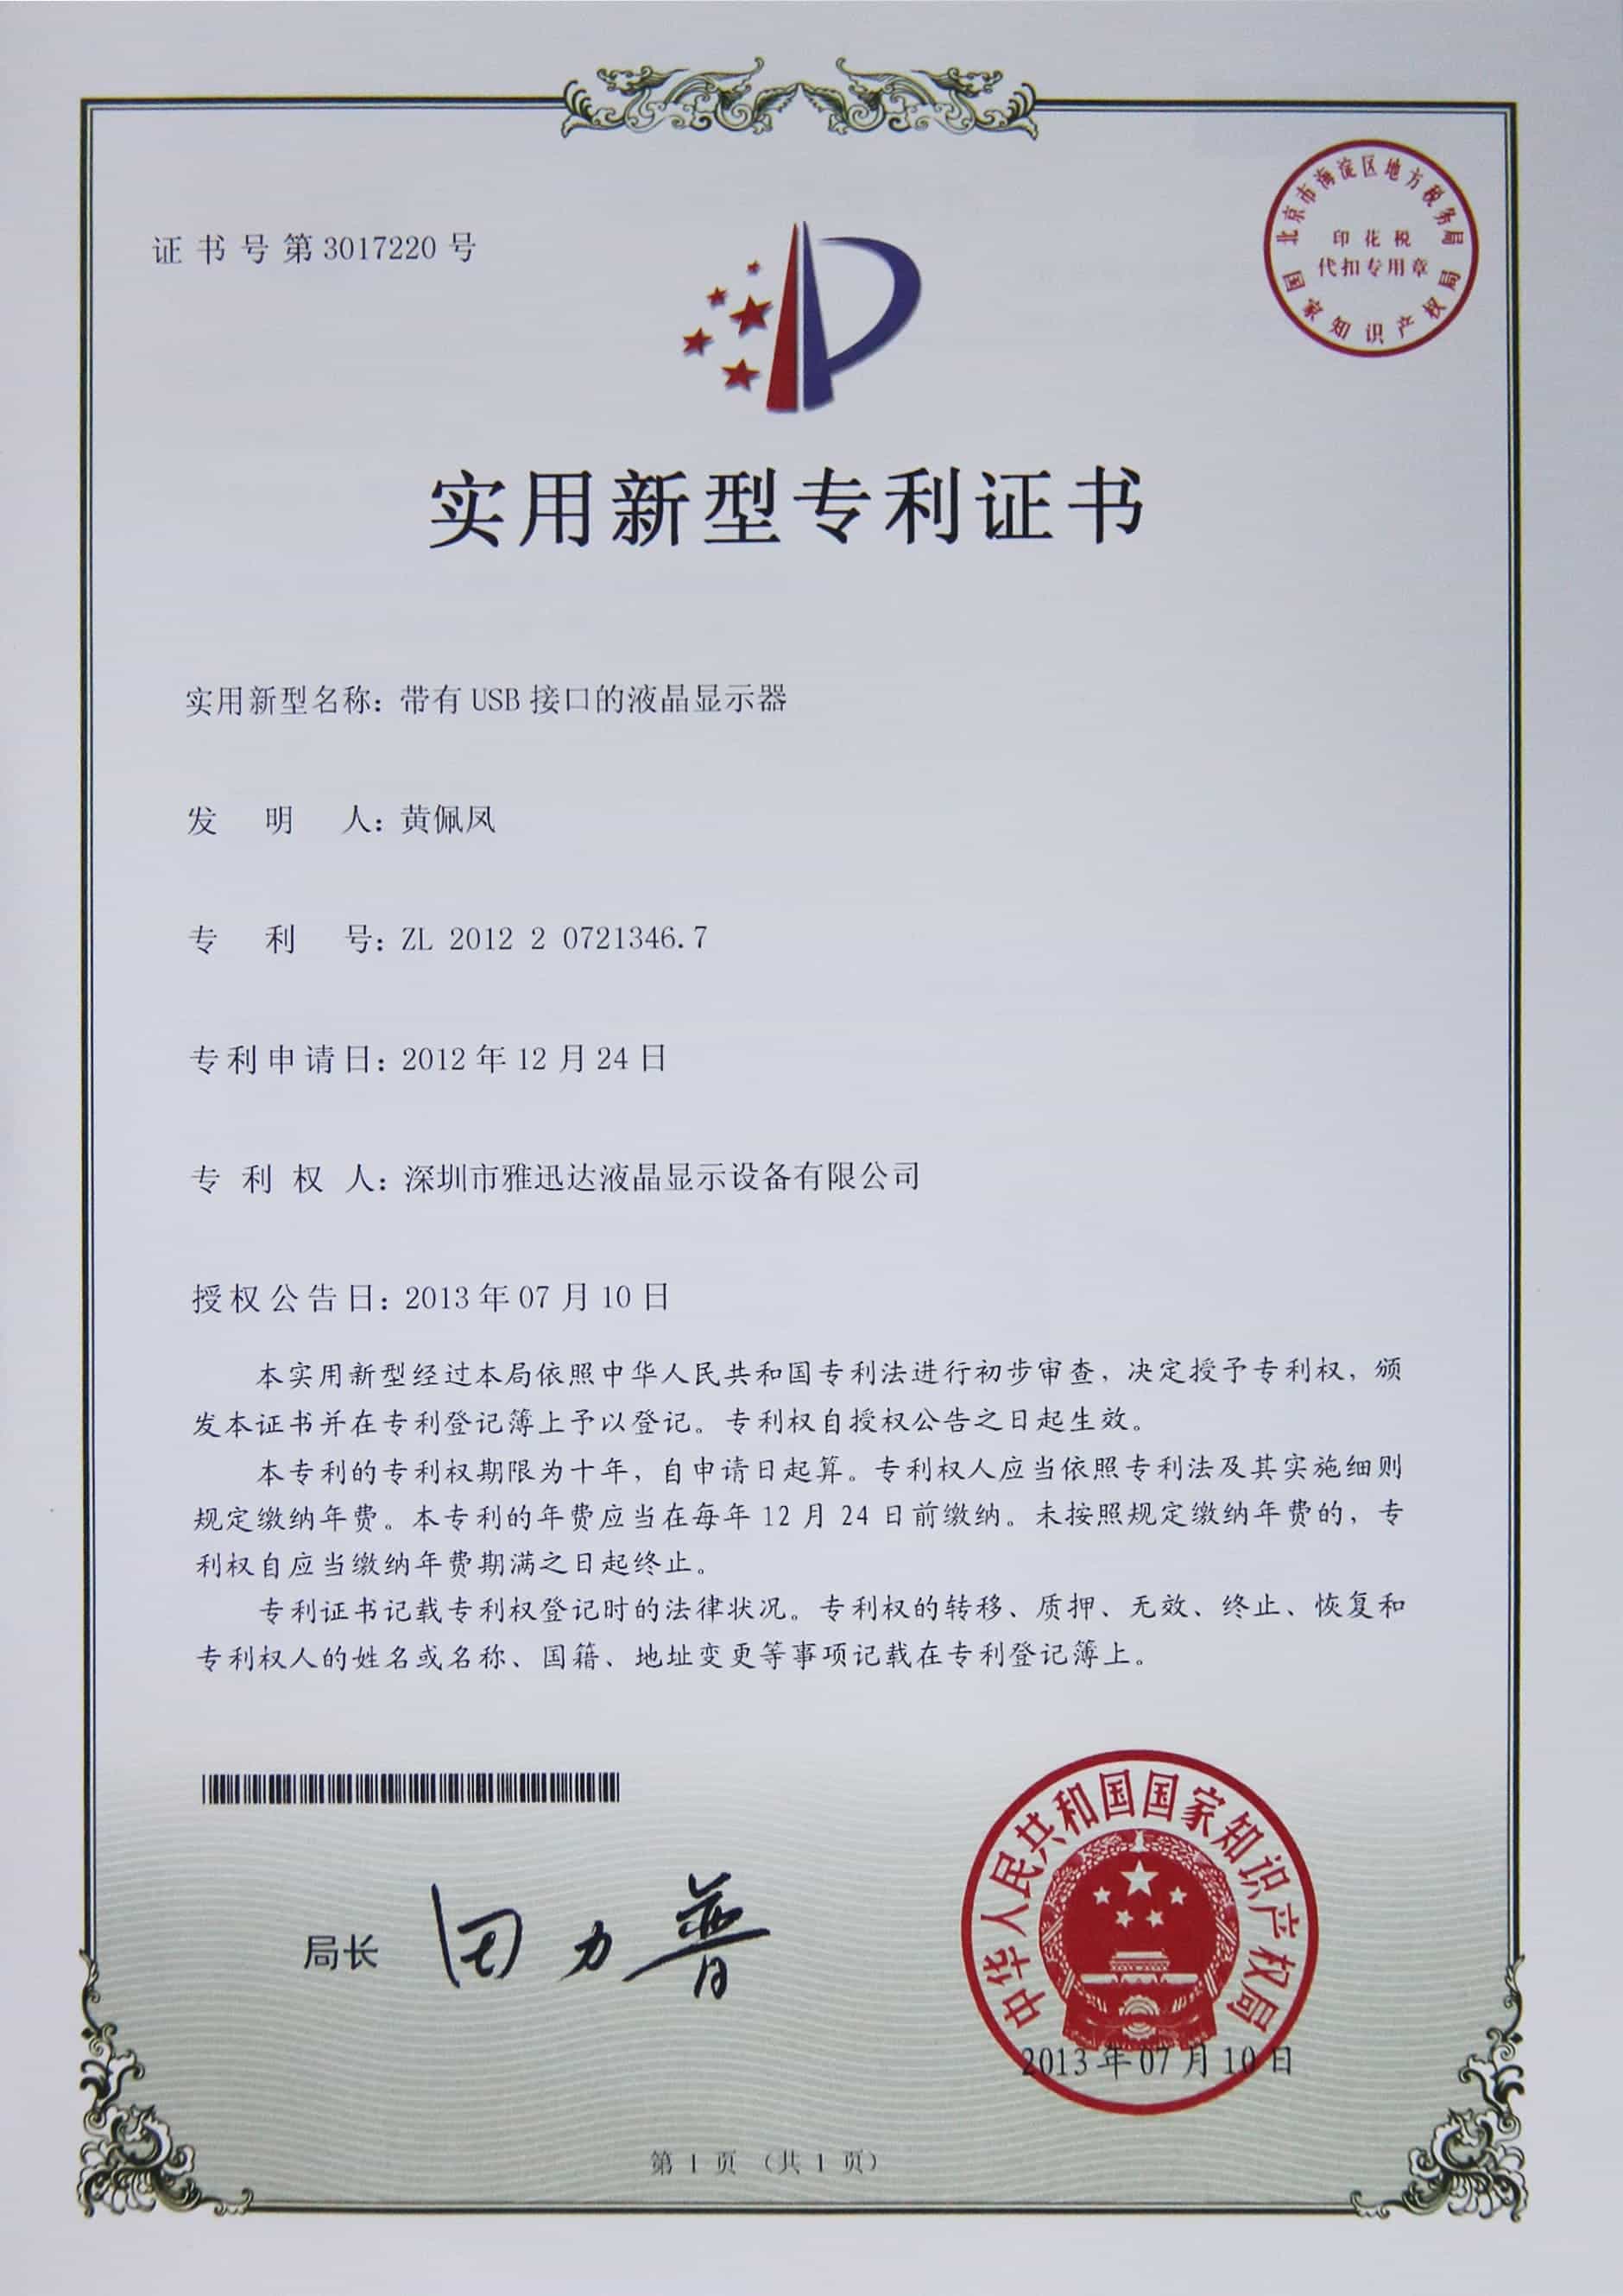 证书号第3017220号
北京市海淀区地方税务局
印花税
代扣专用章
国家知识产权局
实用新型专利证书
实用新型名称：带有 USB 接口的液晶显示器
发明人：黄佩凤
专利号：ZL 2012 2 0721346.7
专利申请日：2012年12月24日
专利权人：深圳市雅迅达液晶显示设备有限公司
授权公告日：2013年07月10日
本实用新型经过本局依照中华人民共和国专利法进行初步审查，决定授予专利权，颁
发本证书并在专利登记簿上予以登记。专利权自授权公告之日起生效。
本专利的专利权期限为十年，自申请日起算。专利权人应当依照专利法及其实施细则
规定缴纳年费。本专利的年费应当在每年 12 月 24 日前缴纳。未按照规定缴纳年费的，专
利权自应当缴纳年费期满之日起终止。
专利证书记载专利权登记时的法律状况。专利权的转移、质押、无效、终止、恢复和
专利权人的姓名或名称、国籍、地址变更等事项记载在专利登记簿上。
局长 田力普
中华人民共和国国家知识产权局
2013年07月10日
第 1 页 （共 1 页）